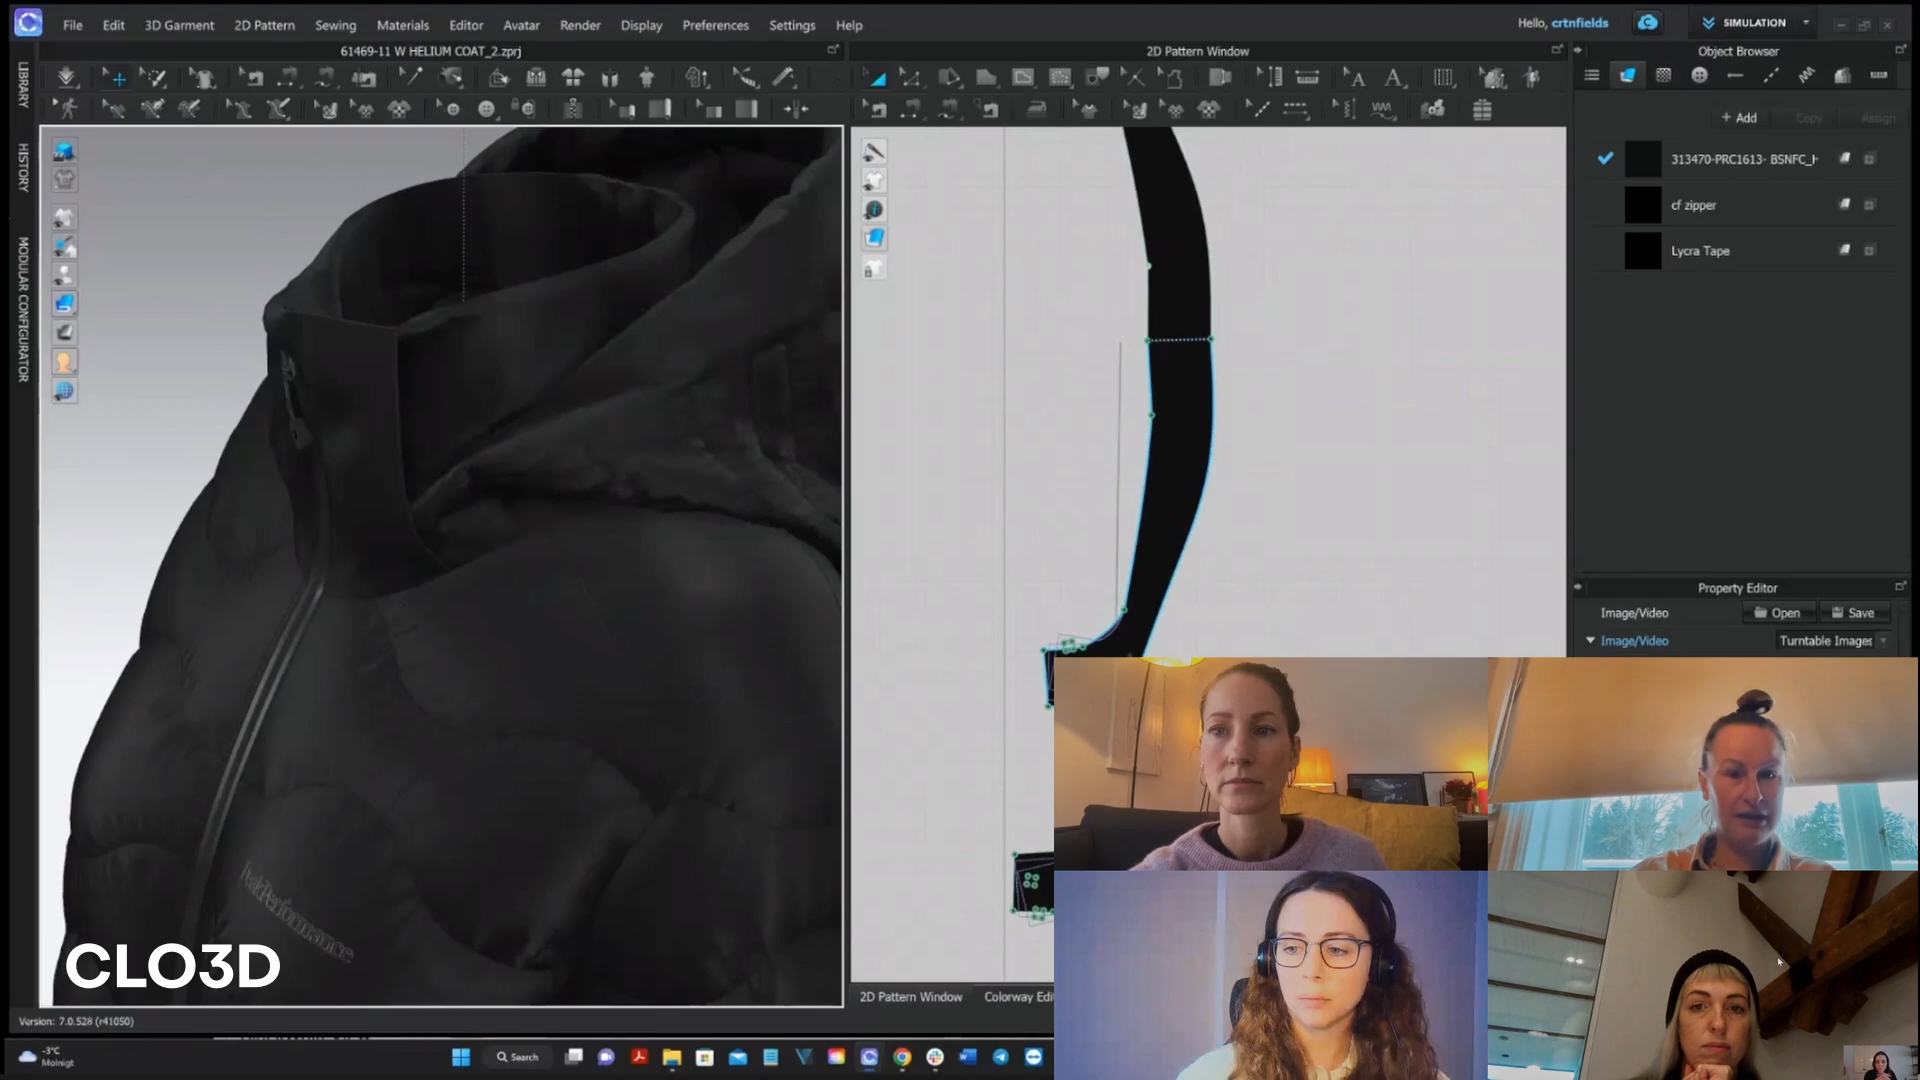 File Edit 3D Garment 2D Pattern Sewing Materials Editor Avatar Render Display Preferences Settings Help
Hello, crtnfields
SIMULATION
61469-11 W HELIUM COAT_2.zprj
2D Pattern Window
Object Browser
LIBRARY
HISTORY
MODULAR CONFIGURATOR
+ Add Copy Assign
313470-PRC1613- BSNFC_H
cf zipper
Lycra Tape
Property Editor
Image/Video Open Save
Image/Video Turntable Images
PeakPerformance
CLO3D
2D Pattern Window Colorway Edi
Version: 7.0.528 (r41050)
-3°C
Molnigt
Search